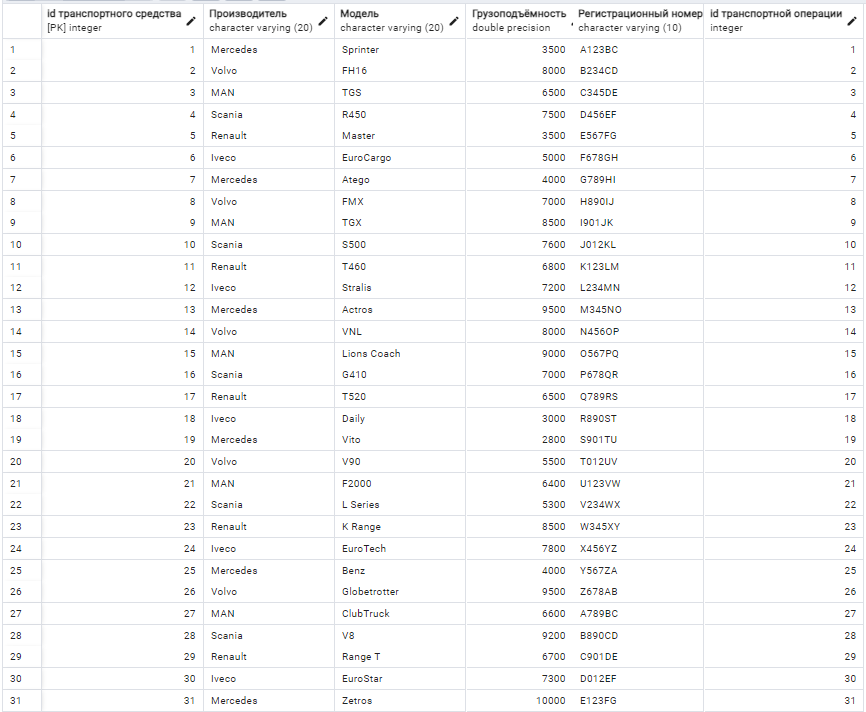 id транспортного средства Производитель Модель Грузоподъёмность Регистрационный номер id транспортной операции
[PK] integer character varying (20) character varying (20) double precision character varying (10) integer
1 1 Mercedes Sprinter 3500 A123BC 1
2 2 Volvo FH16 8000 B234CD 2
3 3 MAN TGS 6500 C345DE 3
4 4 Scania R450 7500 D456EF 4
5 5 Renault Master 3500 E567FG 5
6 6 Iveco EuroCargo 5000 F678GH 6
7 7 Mercedes Atego 4000 G789HI 7
8 8 Volvo FMX 7000 H890IJ 8
9 9 MAN TGX 8500 I901JK 9
10 10 Scania S500 7600 J012KL 10
11 11 Renault T460 6800 K123LM 11
12 12 Iveco Stralis 7200 L234MN 12
13 13 Mercedes Actros 9500 M345NO 13
14 14 Volvo VNL 8000 N456OP 14
15 15 MAN Lions Coach 9000 O567PQ 15
16 16 Scania G410 7000 P678QR 16
17 17 Renault T520 6500 Q789RS 17
18 18 Iveco Daily 3000 R890ST 18
19 19 Mercedes Vito 2800 S901TU 19
20 20 Volvo V90 5500 T012UV 20
21 21 MAN F2000 6400 U123VW 21
22 22 Scania L Series 5300 V234WX 22
23 23 Renault K Range 8500 W345XY 23
24 24 Iveco EuroTech 7800 X456YZ 24
25 25 Mercedes Benz 4000 Y567ZA 25
26 26 Volvo Globetrotter 9500 Z678AB 26
27 27 MAN ClubTruck 6600 A789BC 27
28 28 Scania V8 9200 B890CD 28
29 29 Renault Range T 6700 C901DE 29
30 30 Iveco EuroStar 7300 D012EF 30
31 31 Mercedes Zetros 10000 E123FG 31